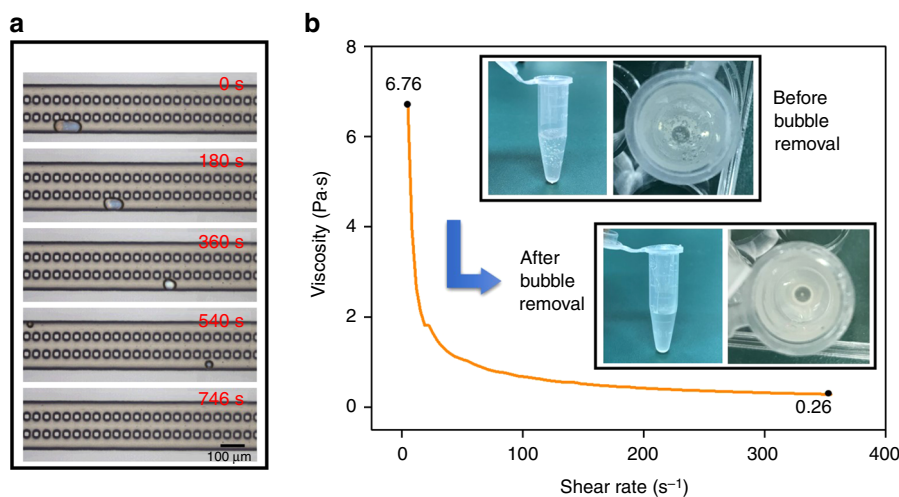 a
0 s
180 s
360 s
540 s
746 s
100 μm
b
8
6
4
2
0
Viscosity (Pa·s)
6.76
0.26
Before
bubble
removal
After
bubble
removal
0
100
200
300
400
Shear rate (s⁻¹)